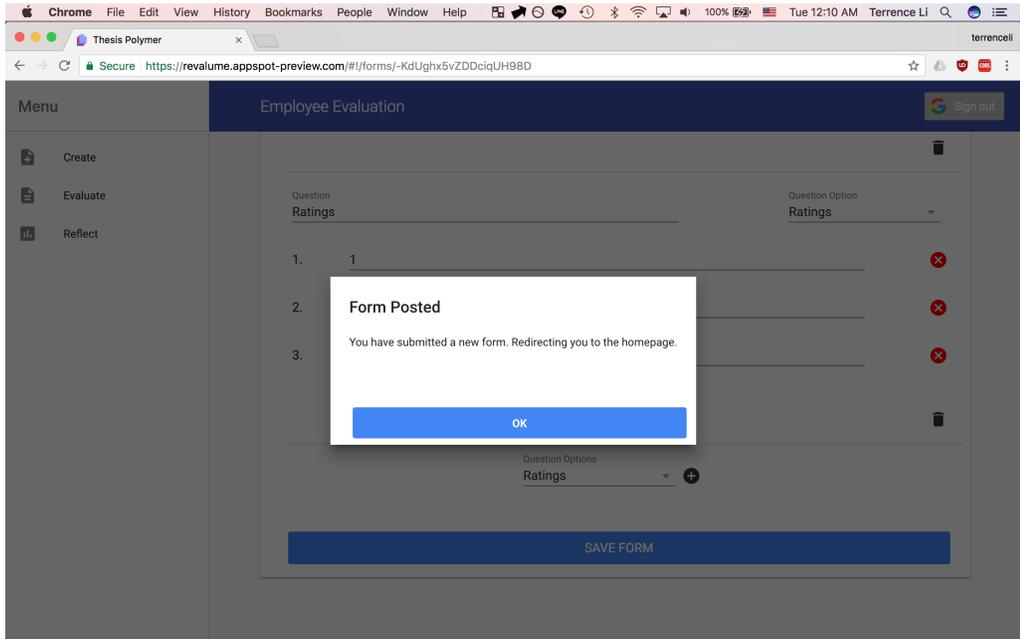 Chrome File Edit View History Bookmarks People Window Help 100% Tue 12:10 AM Terrence Li
Thesis Polymer
terrenceli
Secure https://revalume.appspot-preview.com/#!/forms/-KdUghx5vZDDciqUH98D
Menu
Employee Evaluation
Sign out
Create
Evaluate
Reflect
Question
Question Option
Ratings
Ratings
1. 1
2.
3.
Form Posted
You have submitted a new form. Redirecting you to the homepage.
OK
Question Options
Ratings
SAVE FORM